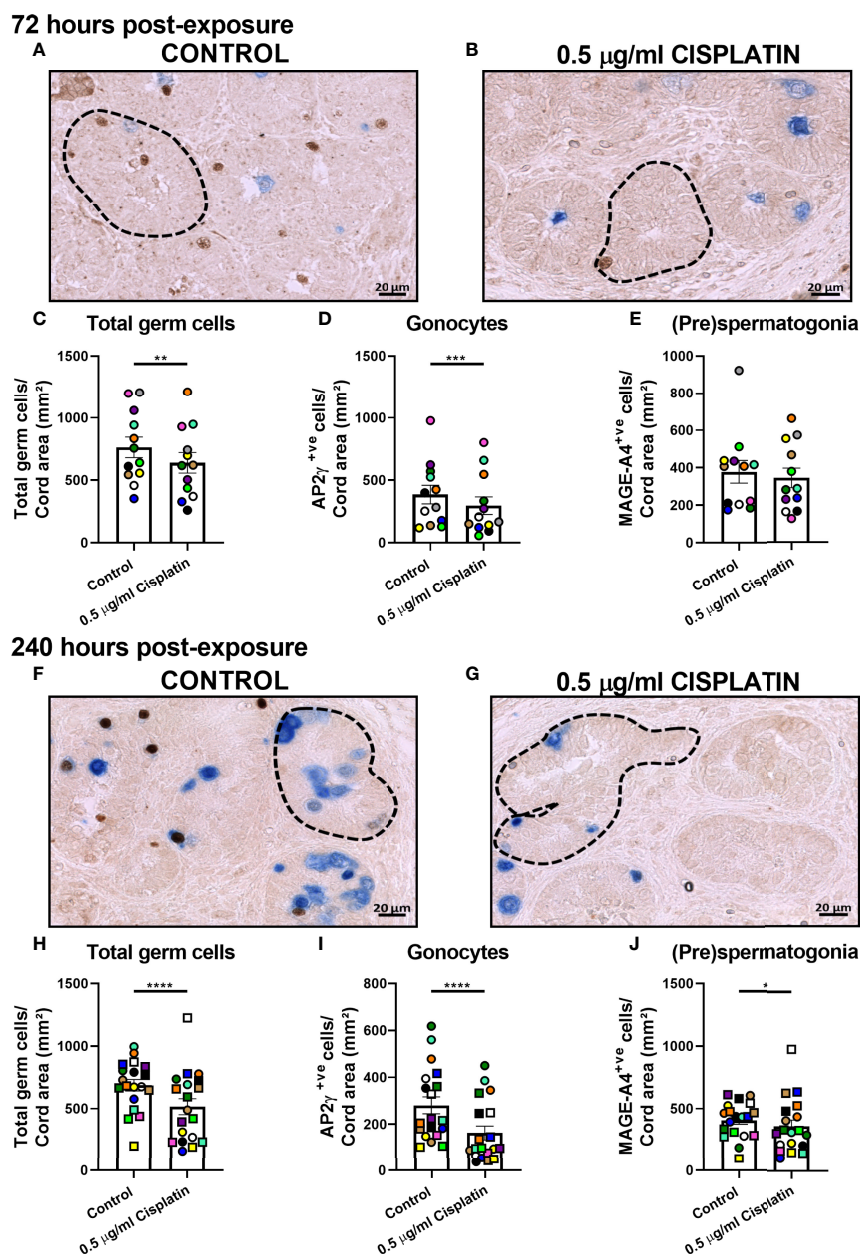 72 hours post-exposure
A CONTROL
B 0.5 μg/ml CISPLATIN
20 μm
20 μm
C Total germ cells
Total germ cells/
Cord area (mm²)
1500
1000
500
0
**
Control
0.5 μg/ml Cisplatin
D Gonocytes
AP2γ +ve cells/
Cord area (mm²)
1500
1000
500
0
***
Control
0.5 μg/ml Cisplatin
E (Pre)spermatogonia
MAGE-A4+ve cells/
Cord area (mm²)
1000
800
600
400
200
0
Control
0.5 μg/ml Cisplatin
240 hours post-exposure
F CONTROL
G 0.5 μg/ml CISPLATIN
20 μm
20 μm
H Total germ cells
Total germ cells/
Cord area (mm²)
1500
1000
500
0
****
Control
0.5 μg/ml Cisplatin
I Gonocytes
AP2γ +ve cells/
Cord area (mm²)
800
600
400
200
0
****
Control
0.5 μg/ml Cisplatin
J (Pre)spermatogonia
MAGE-A4+ve cells/
Cord area (mm²)
1500
1000
500
0
*
Control
0.5 μg/ml Cisplatin